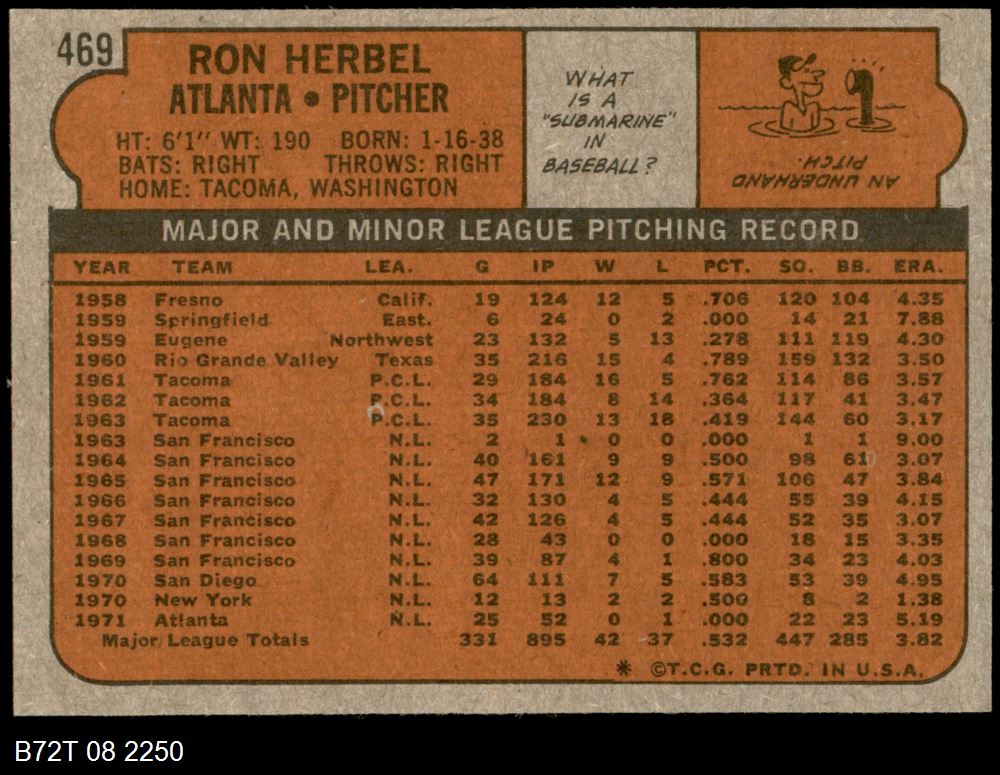 469
RON HERBEL
ATLANTA • PITCHER
HT: 6'1" WT: 190 BORN: 1-16-38
BATS: RIGHT THROWS: RIGHT
HOME: TACOMA, WASHINGTON
WHAT
IS A
"SUBMARINE"
IN
BASEBALL?
AN UNDERHAND
PITCH.
MAJOR AND MINOR LEAGUE PITCHING RECORD
YEAR TEAM LEA. G IP W L PCT. SO. BB. ERA.
1958 Fresno Calif. 19 124 12 5 .706 120 104 4.35
1959 Springfield East. 6 24 0 2 .000 14 21 7.88
1959 Eugene Northwest 23 132 5 13 .278 111 119 4.30
1960 Rio Grande Valley Texas 35 216 15 4 .789 159 132 3.50
1961 Tacoma P.C.L. 29 184 16 5 .762 114 86 3.57
1962 Tacoma P.C.L. 34 184 8 14 .364 117 41 3.47
1963 Tacoma P.C.L. 35 230 13 18 .419 144 60 3.17
1963 San Francisco N.L. 2 1 0 0 .000 1 1 9.00
1964 San Francisco N.L. 40 161 9 9 .500 98 61 3.07
1965 San Francisco N.L. 47 171 12 9 .571 106 47 3.84
1966 San Francisco N.L. 32 130 4 5 .444 55 39 4.15
1967 San Francisco N.L. 42 126 4 5 .444 52 35 3.07
1968 San Francisco N.L. 28 43 0 0 .000 18 15 3.35
1969 San Francisco N.L. 39 87 4 1 .800 34 23 4.03
1970 San Diego N.L. 64 111 7 5 .583 53 39 4.95
1970 New York N.L. 12 13 2 2 .500 8 2 1.38
1971 Atlanta N.L. 25 52 0 1 .000 22 23 5.19
Major League Totals 331 895 42 37 .532 447 285 3.82
* ©T.C.G. PRTD. IN U.S.A.
B72T 08 2250